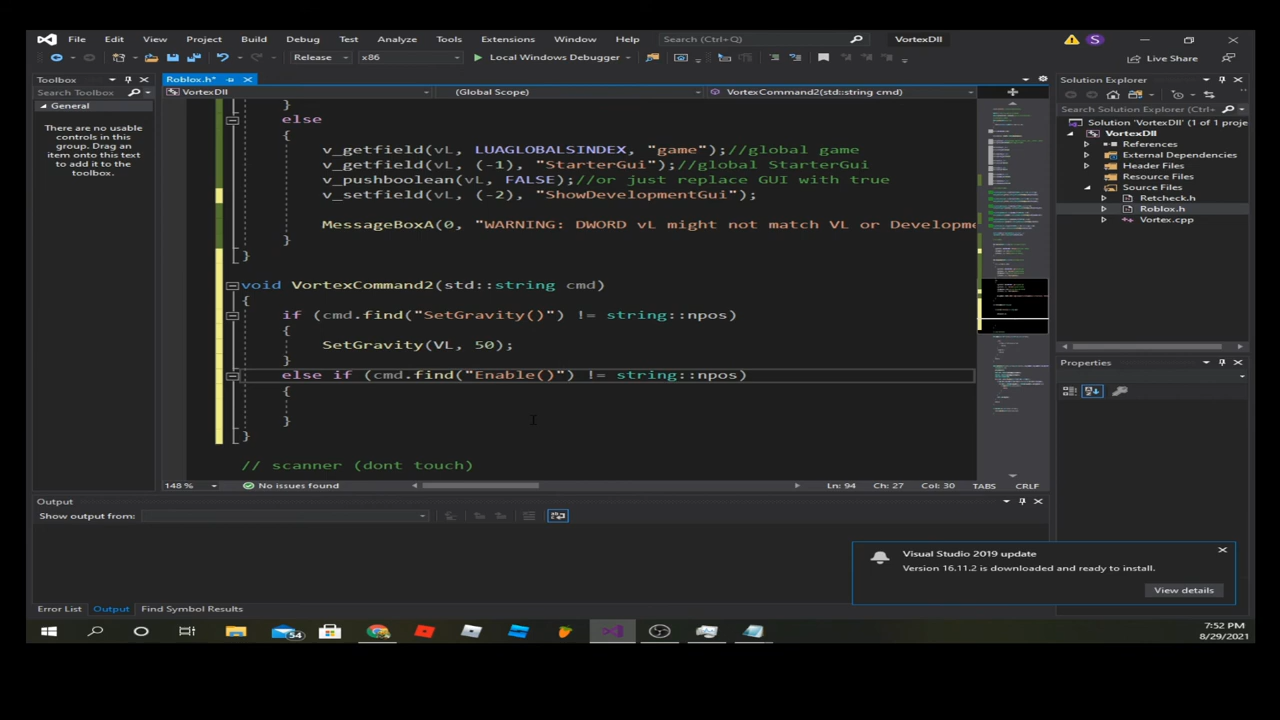 File Edit View Project Build Debug Test Analyze Tools Extensions Window Help Search (Ctrl+Q) VortexDll S
Release x86 Local Windows Debugger Live Share
Toolbox
Search Toolbox
General
There are no usable
controls in this
group. Drag an
item onto this text
to add it to the
toolbox.
Roblox.h*
VortexDll (Global Scope) VortexCommand2(std::string cmd)
}
else
{
v_getfield(vL, LUAGLOBALSINDEX, "game");//global game
v_getfield(vL, (-1), "StarterGui");//global StarterGui
v_pushboolean(vL, FALSE);//or just replace GUI with true
v_setfield(vL, (-2), "ShowDevelopmentGui");
MessageBoxA(0, "WARNING: DWORD vL might not match VL or Developme
}
}
void VortexCommand2(std::string cmd)
{
if (cmd.find("SetGravity()") != string::npos)
{
SetGravity(VL, 50);
}
else if (cmd.find("Enable()") != string::npos)
{
}
}
// scanner (dont touch)
148 % No issues found Ln: 94 Ch: 27 Col: 30 TABS CRLF
Solution Explorer
Search Solution Explorer (Ctrl+;)
Solution 'VortexDll' (1 of 1 proje
VortexDll
References
External Dependencies
Resource Files
Source Files
Retcheck.h
Roblox.h
Vortex.cpp
Properties
Output
Show output from:
Error List Output Find Symbol Results
Visual Studio 2019 update
Version 16.11.2 is downloaded and ready to install.
View details
54
7:52 PM
8/29/2021